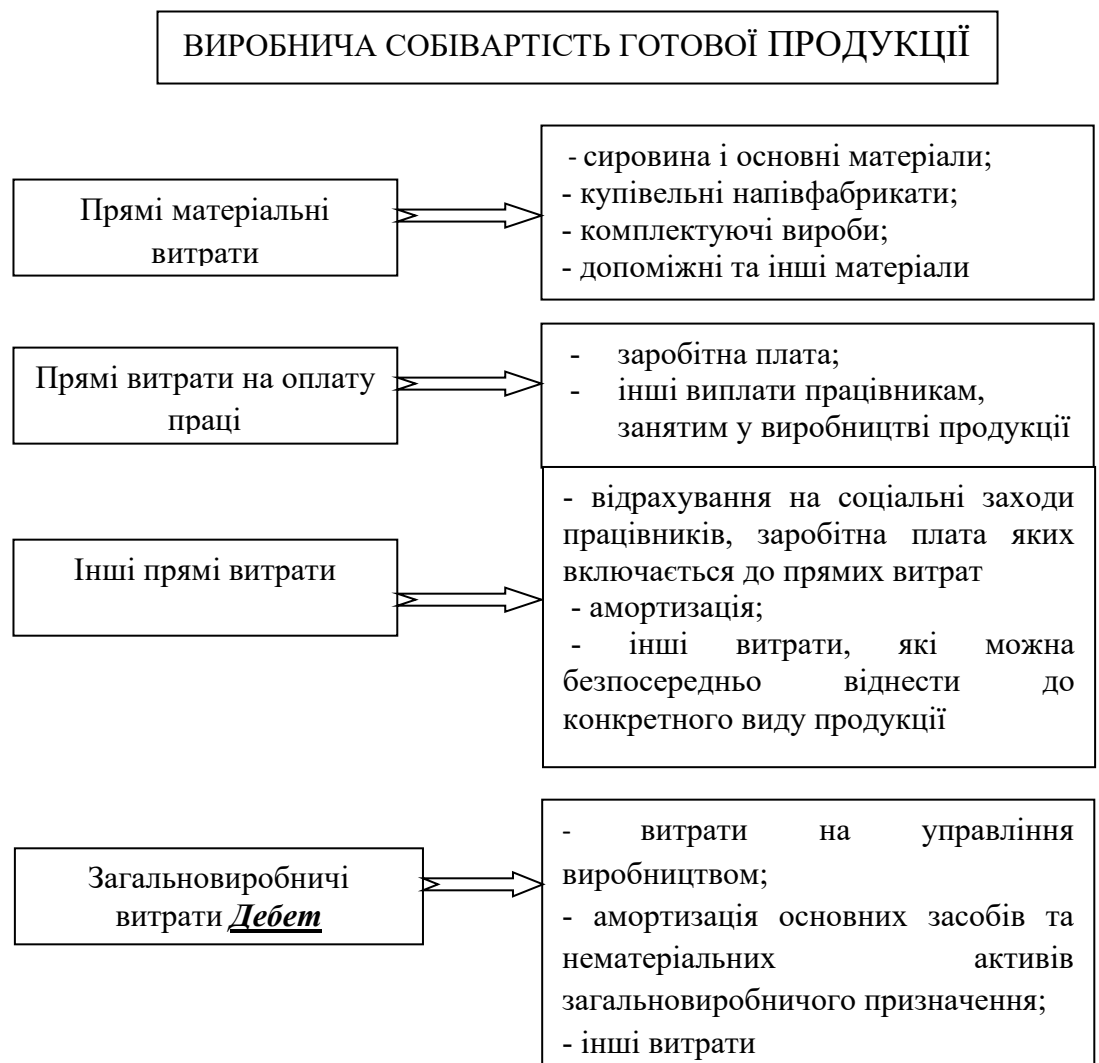 ВИРОБНИЧА СОБІВАРТІСТЬ ГОТОВОЇ ПРОДУКЦІЇ
Прямі матеріальні
витрати
- сировина і основні матеріали;
- купівельні напівфабрикати;
- комплектуючі вироби;
- допоміжні та інші матеріали
Прямі витрати на оплату
праці
- заробітна плата;
- інші виплати працівникам,
занятим у виробництві продукції
Інші прямі витрати
- відрахування на соціальні заходи
працівників, заробітна плата яких
включається до прямих витрат
- амортизація;
- інші витрати, які можна
безпосередньо віднести до
конкретного виду продукції
Загальновиробничі
витрати Дебет
- витрати на управління
виробництвом;
- амортизація основних засобів та
нематеріальних активів
загальновиробничого призначення;
- інші витрати